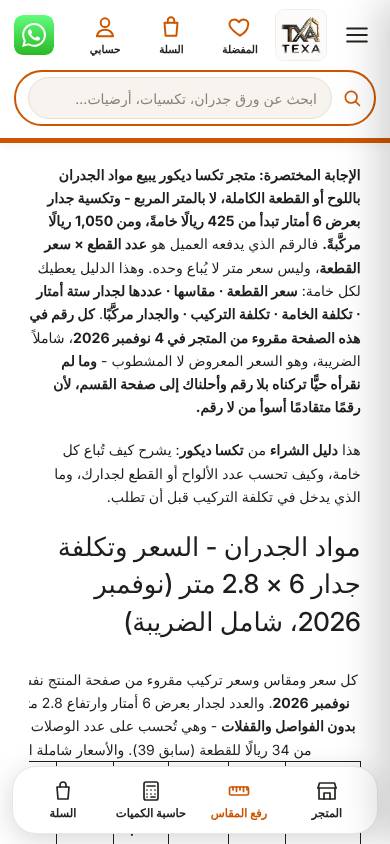 TEXA
المفضلة
السلة
حسابي
ابحث عن ورق جدران، تكسيات، أرضيات...
الإجابة المختصرة: متجر تكسا ديكور يبيع مواد الجدران
باللوح أو القطعة الكاملة، لا بالمتر المربع - وتكسية جدار
بعرض 6 أمتار تبدأ من 425 ريالًا خامةً، ومن 1,050 ريالًا
مركَّبةً. فالرقم الذي يدفعه العميل هو عدد القطع × سعر
القطعة، وليس سعر متر لا يُباع وحده. وهذا الدليل يعطيك
لكل خامة: سعر القطعة · مقاسها · عددها لجدار ستة أمتار
· تكلفة الخامة · تكلفة التركيب · والجدار مركَّبًا. كل رقم في
هذه الصفحة مقروء من المتجر في 4 نوفمبر 2026، شاملاً
الضريبة، وهو السعر المعروض لا المشطوب - وما لم
نقرأه حيًّا تركناه بلا رقم وأحلناك إلى صفحة القسم، لأن
رقمًا متقادمًا أسوأ من لا رقم.
هذا دليل الشراء من تكسا ديكور: يشرح كيف تُباع كل
خامة، وكيف تحسب عدد الألواح أو القطع لجدارك، وما
الذي يدخل في تكلفة التركيب قبل أن تطلب.
مواد الجدران - السعر وتكلفة
جدار 6 × 2.8 متر (نوفمبر
2026، شامل الضريبة)
كل سعر ومقاس وسعر تركيب مقروء من صفحة المنتج
نوفمبر 2026. والعدد لجدار بعرض 6 أمتار وارتفاع 2.8
بدون الفواصل والقفلات - وهي تُحسب على عدد الوصلات
من 34 ريالًا للقطعة (سابق 39). والأسعار شاملة
المتجر
رفع المقاس
حاسبة الكميات
السلة